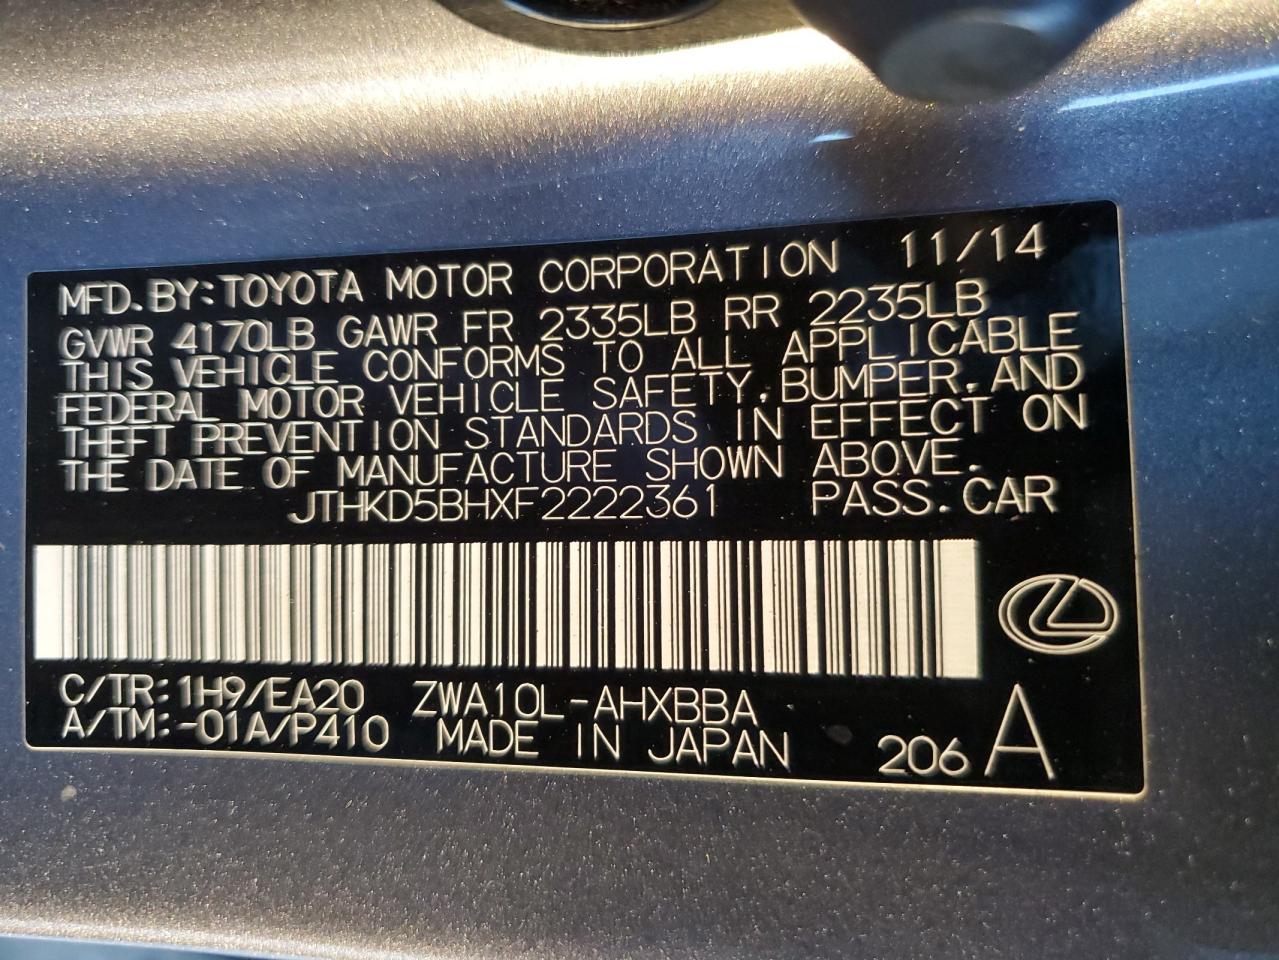 MFD.BY:TOYOTA MOTOR CORPORATION 11/14
GVWR 4170LB GAWR FR 2335LB RR 2235LB
THIS VEHICLE CONFORMS TO ALL APPLICABLE
FEDERAL MOTOR VEHICLE SAFETY,BUMPER,AND
THEFT PREVENTION STANDARDS IN EFFECT ON
THE DATE OF MANUFACTURE SHOWN ABOVE.
JTHKD5BHXF2222361 PASS.CAR
C/TR:1H9/EA20 ZWA10L-AHXBBA
A/TM:-01A/P410 MADE IN JAPAN 206 A